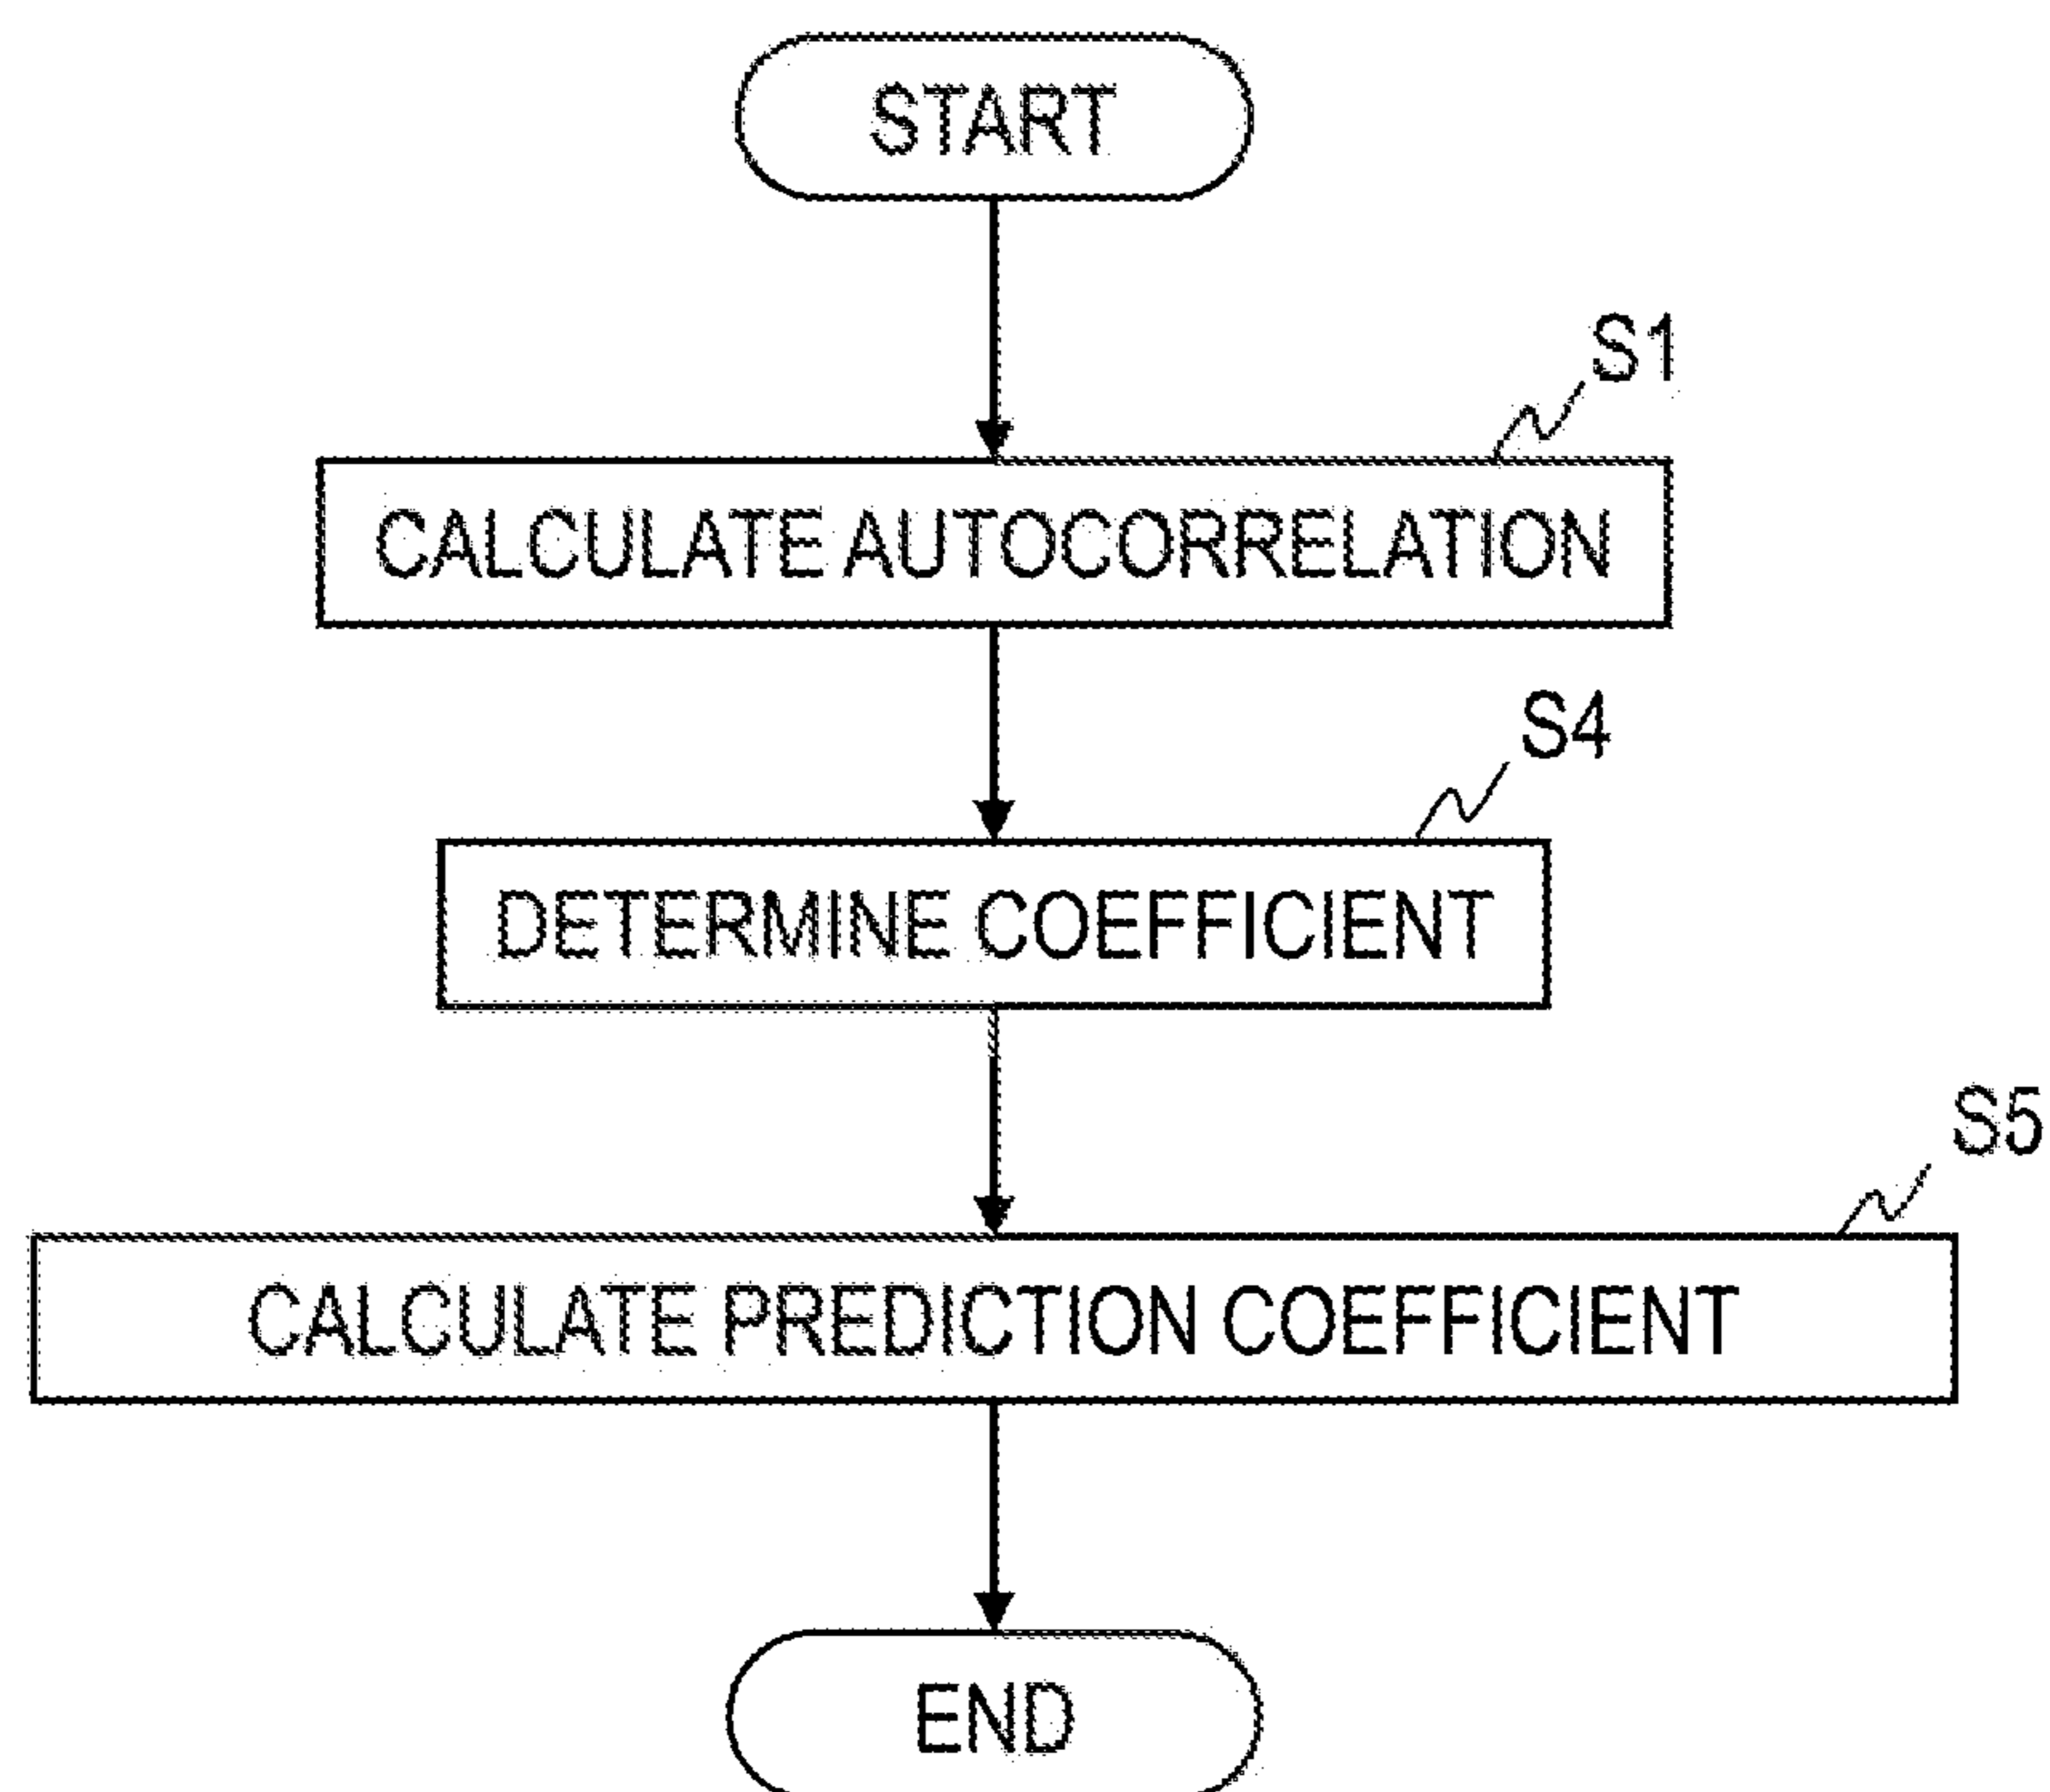 START
S1
CALCULATE AUTOCORRELATION
S4
DETERMINE COEFFICIENT
S5
CALCULATE PREDICTION COEFFICIENT
END